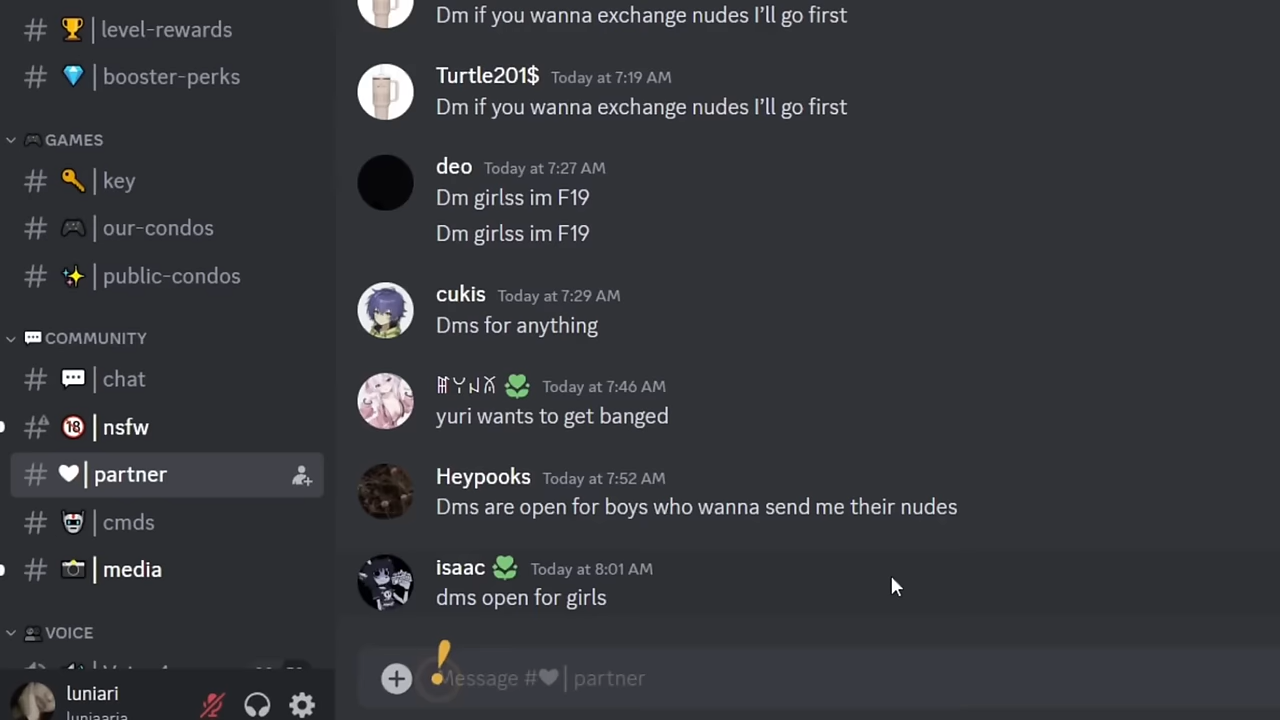 level-rewards
booster-perks
GAMES
key
our-condos
public-condos
COMMUNITY
chat
18 nsfw
partner
cmds
media
VOICE
luniari
Dm if you wanna exchange nudes I’ll go first
Turtle201$ Today at 7:19 AM
Dm if you wanna exchange nudes I’ll go first
deo Today at 7:27 AM
Dm girlss im F19
Dm girlss im F19
cukis Today at 7:29 AM
Dms for anything
Today at 7:46 AM
yuri wants to get banged
Heypooks Today at 7:52 AM
Dms are open for boys who wanna send me their nudes
isaac Today at 8:01 AM
dms open for girls
Message #🖤 | partner